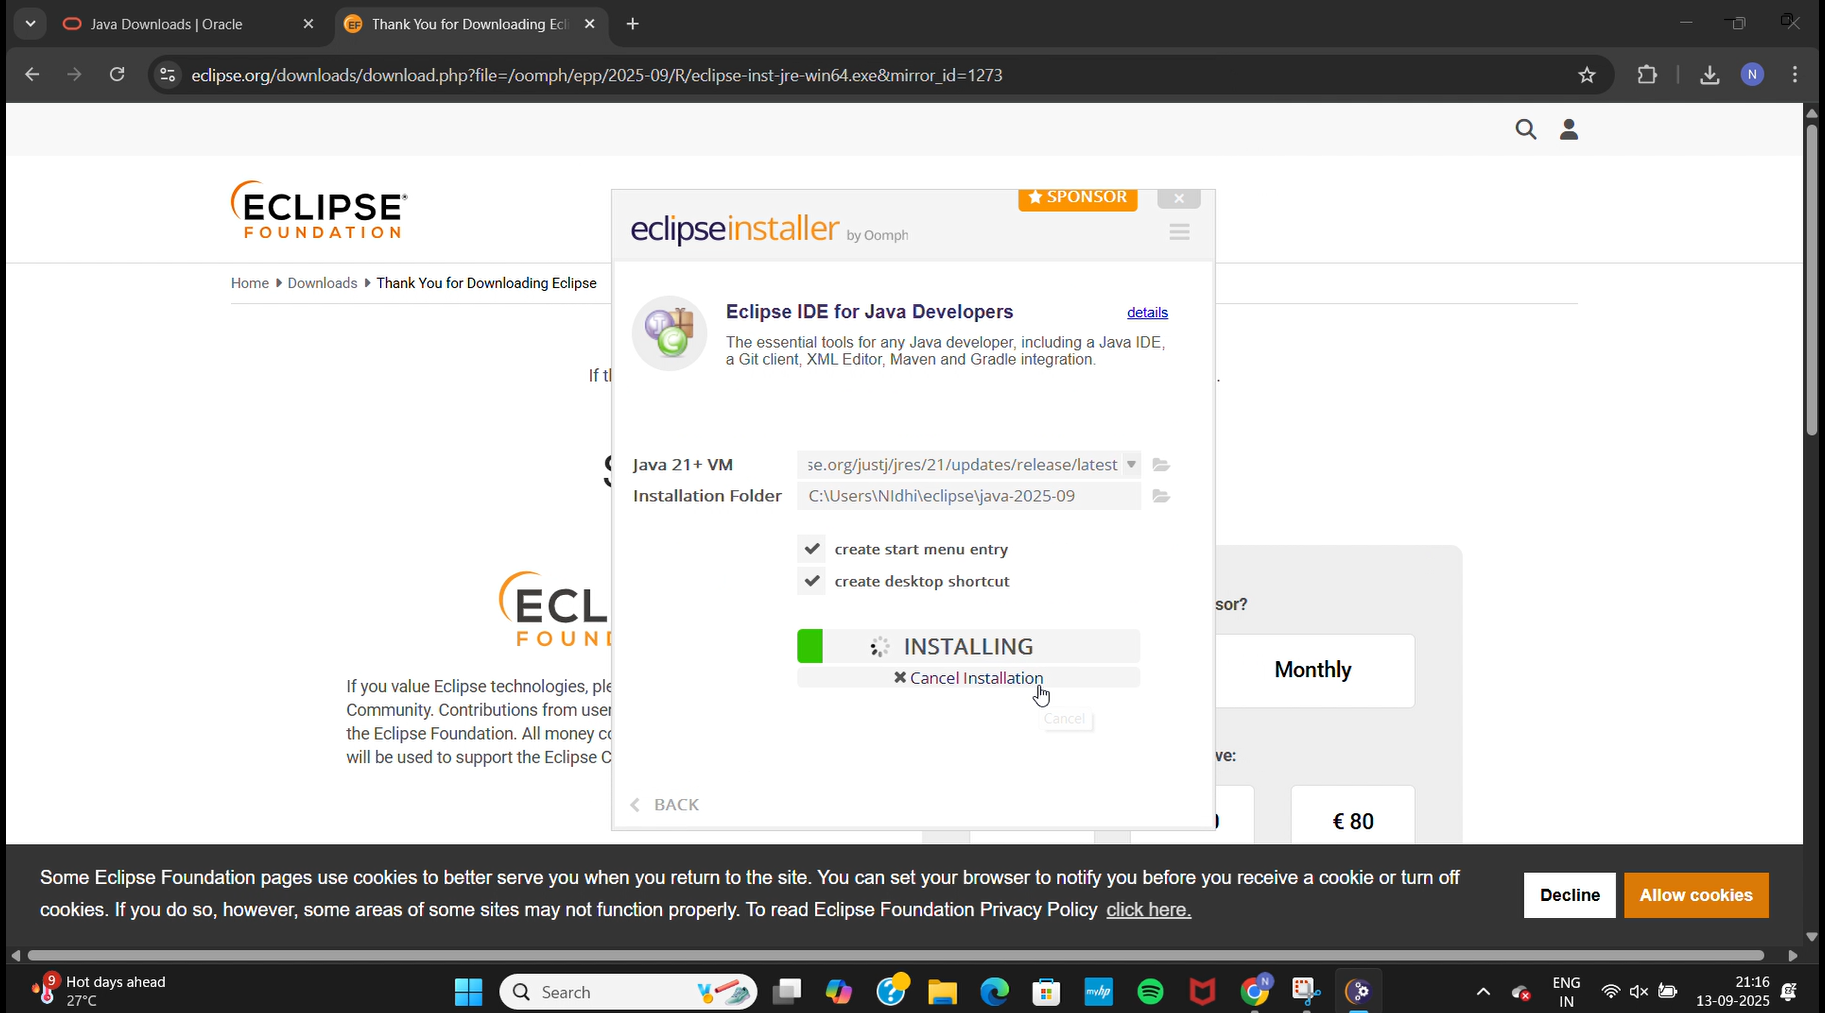 Java Downloads | Oracle
Thank You for Downloading Ecl
eclipse.org/downloads/download.php?file=/oomph/epp/2025-09/R/eclipse-inst-jre-win64.exe&mirror_id=1273
N
ECLIPSE®
FOUNDATION
Home
Downloads
Thank You for Downloading Eclipse
SPONSOR
eclipseinstaller by Oomph
Eclipse IDE for Java Developers
details
The essential tools for any Java developer, including a Java IDE,
a Git client, XML Editor, Maven and Gradle integration.
If t
.
Java 21+ VM
se.org/justj/jres/21/updates/release/latest
Installation Folder
C:\Users\NIdhi\eclipse\java-2025-09
create start menu entry
create desktop shortcut
INSTALLING
Cancel Installation
Cancel
BACK
ECL
FOUN
If you value Eclipse technologies, ple
Community. Contributions from user
the Eclipse Foundation. All money co
will be used to support the Eclipse C
sor?
Monthly
ve:
€ 80
Some Eclipse Foundation pages use cookies to better serve you when you return to the site. You can set your browser to notify you before you receive a cookie or turn off
cookies. If you do so, however, some areas of some sites may not function properly. To read Eclipse Foundation Privacy Policy click here.
Decline
Allow cookies
9
Hot days ahead
27°C
Search
myhp
N
ENG
IN
21:16
13-09-2025